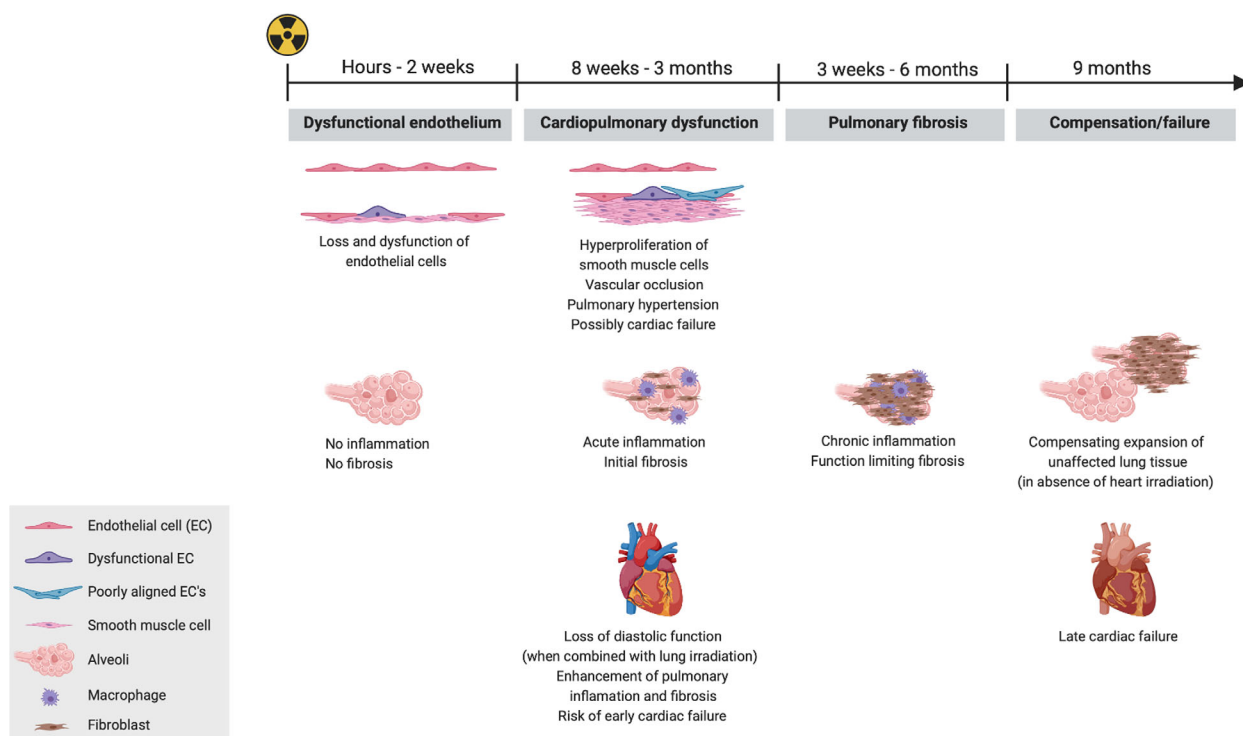 Hours - 2 weeks
8 weeks - 3 months
3 weeks - 6 months
9 months
Dysfunctional endothelium
Cardiopulmonary dysfunction
Pulmonary fibrosis
Compensation/failure
Loss and dysfunction of
endothelial cells
Hyperproliferation of
smooth muscle cells
Vascular occlusion
Pulmonary hypertension
Possibly cardiac failure
No inflammation
No fibrosis
Acute inflammation
Initial fibrosis
Chronic inflammation
Function limiting fibrosis
Compensating expansion of
unaffected lung tissue
(in absence of heart irradiation)
Loss of diastolic function
(when combined with lung irradiation)
Enhancement of pulmonary
inflamation and fibrosis
Risk of early cardiac failure
Late cardiac failure
Endothelial cell (EC)
Dysfunctional EC
Poorly aligned EC's
Smooth muscle cell
Alveoli
Macrophage
Fibroblast